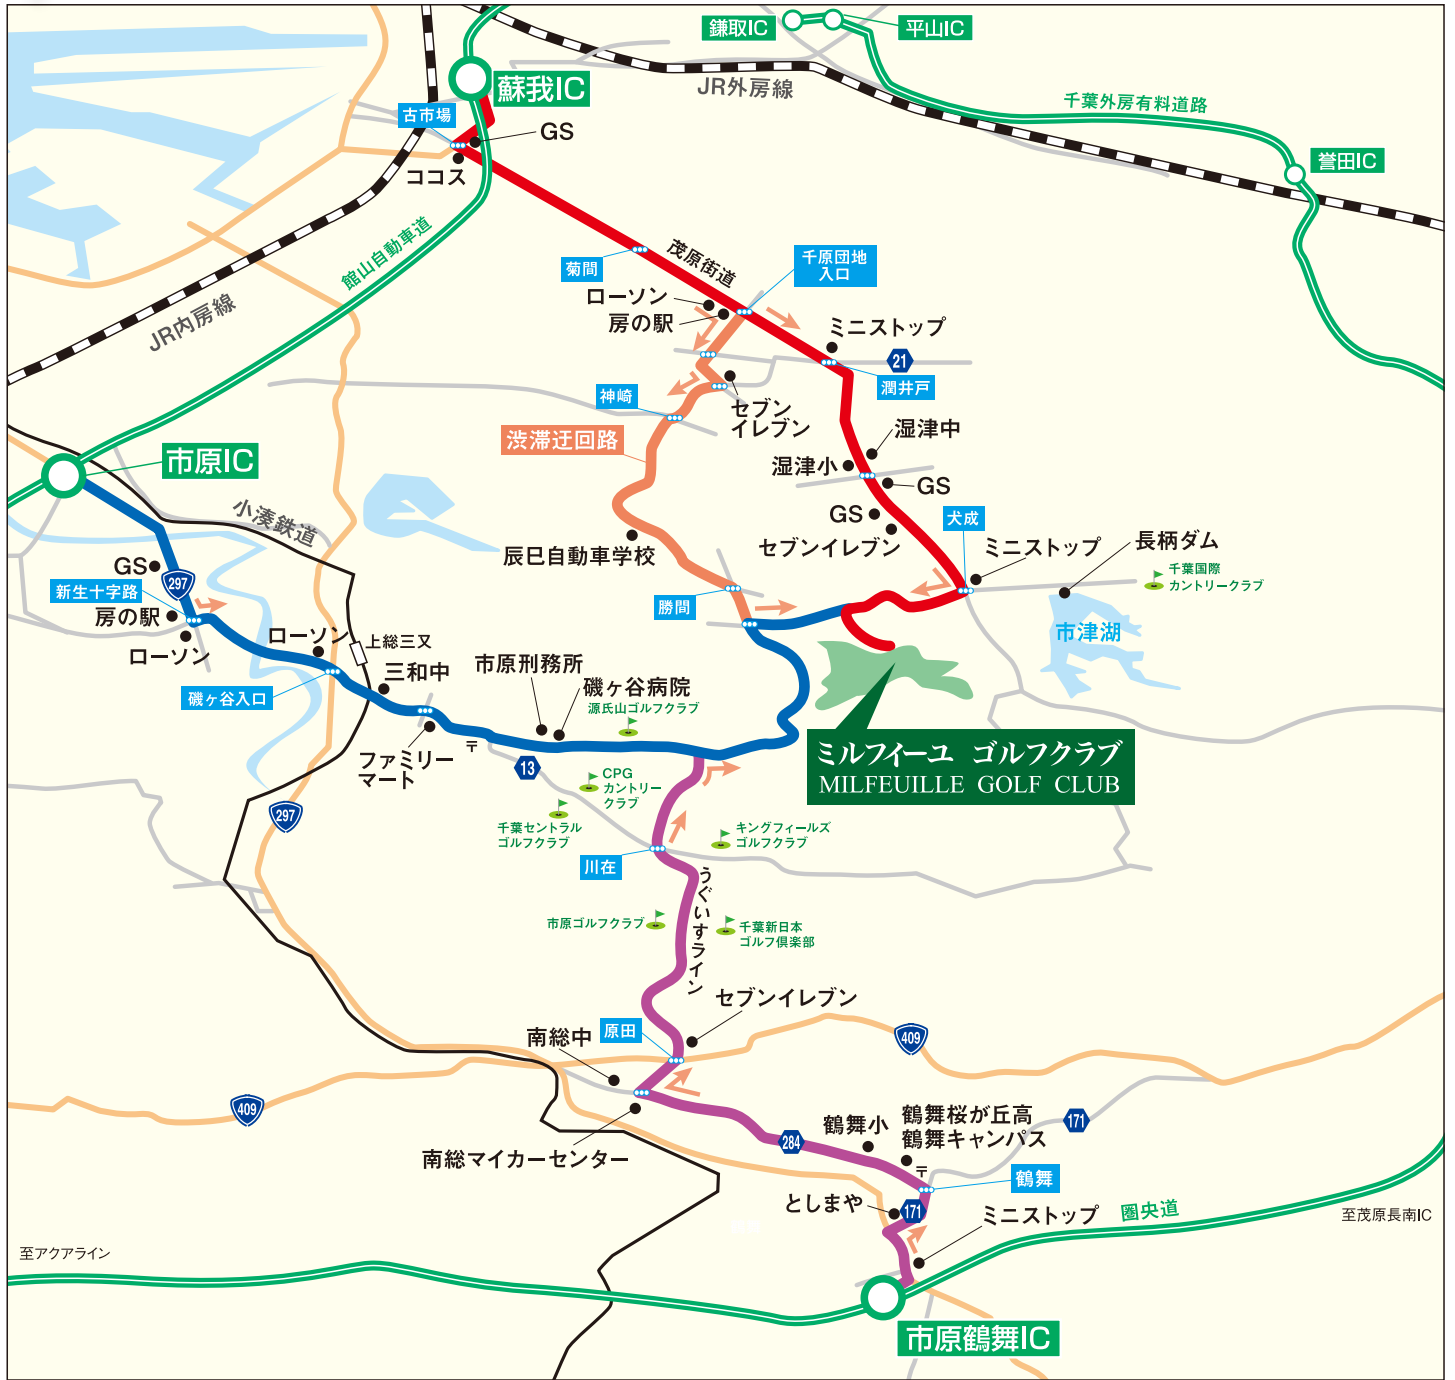 鎌取IC
平山IC
蘇我IC
JR外房線
千葉外房有料道路
古市場
GS
誉田IC
ココス
館山自動車道
菊間
茂原街道
千原団地
入口
JR内房線
ローソン
房の駅
ミニストップ
21
潤井戸
神崎
セブン
イレブン
渋滞迂回路
湿津中
湿津小
市原IC
GS
小湊鉄道
GS
犬成
セブンイレブン
ミニストップ
長柄ダム
辰巳自動車学校
千葉国際
カントリークラブ
GS
297
新生十字路
勝間
房の駅
ローソン
市津湖
ローソン
上総三又
三和中
市原刑務所
磯ヶ谷病院
磯ヶ谷入口
源氏山ゴルフクラブ
ファミリー
マート
〒
13
ミルフイーユ ゴルフクラブ
MILFEUILLE GOLF CLUB
CPG
カントリー
クラブ
297
千葉セントラル
ゴルフクラブ
キングフィールズ
ゴルフクラブ
川在
うぐいすライン
市原ゴルフクラブ
千葉新日本
ゴルフ倶楽部
セブンイレブン
南総中
原田
409
409
鶴舞小
鶴舞桜が丘高
鶴舞キャンパス
171
284
南総マイカーセンター
〒
鶴舞
としまや
171
ミニストップ
圏央道
至茂原長南IC
至アクアライン
市原鶴舞IC